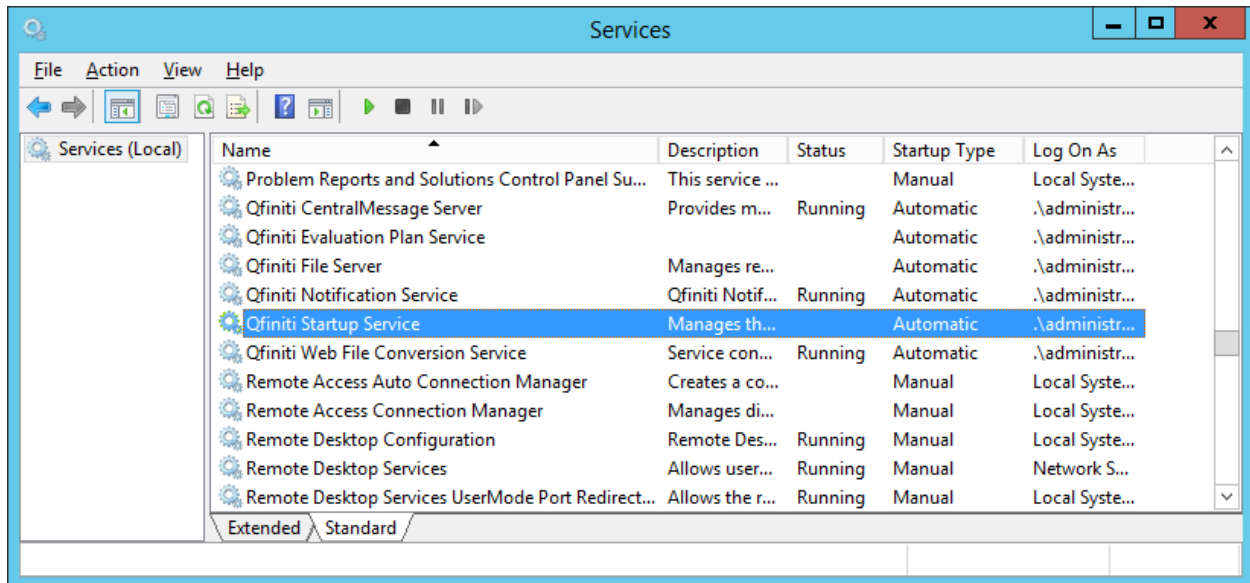 Services
File Action View Help
Services (Local)
Name Description Status Startup Type Log On As
Problem Reports and Solutions Control Panel Su... This service ... Manual Local Syste...
Qfiniti CentralMessage Server Provides m... Running Automatic .\administr...
Qfiniti Evaluation Plan Service Automatic .\administr...
Qfiniti File Server Manages re... Automatic .\administr...
Qfiniti Notification Service Qfiniti Notif... Running Automatic .\administr...
Qfiniti Startup Service Manages th... Automatic .\administr...
Qfiniti Web File Conversion Service Service con... Running Automatic .\administr...
Remote Access Auto Connection Manager Creates a co... Manual Local Syste...
Remote Access Connection Manager Manages di... Manual Local Syste...
Remote Desktop Configuration Remote Des... Running Manual Local Syste...
Remote Desktop Services Allows user... Running Manual Network S...
Remote Desktop Services UserMode Port Redirect... Allows the r... Running Manual Local Syste...
Extended Standard